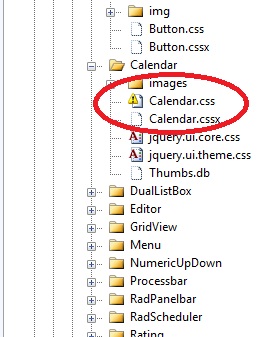 img
Button.css
Button.cssx
Calendar
images
Calendar.css
Calendar.cssx
jquery.ui.core.css
jquery.ui.theme.css
Thumbs.db
DualListBox
Editor
GridView
Menu
NumericUpDown
Processbar
RadPanelbar
RadScheduler
Rating